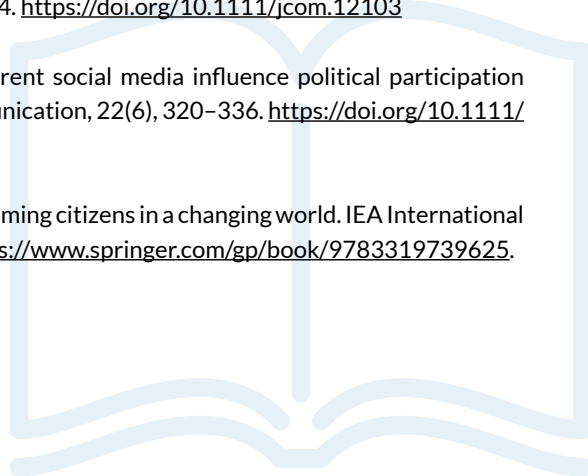 4. https://doi.org/10.1111/jcom.12103
rent social media influence political participation
nication, 22(6), 320–336. https://doi.org/10.1111/
ming citizens in a changing world. IEA International
s://www.springer.com/gp/book/9783319739625.